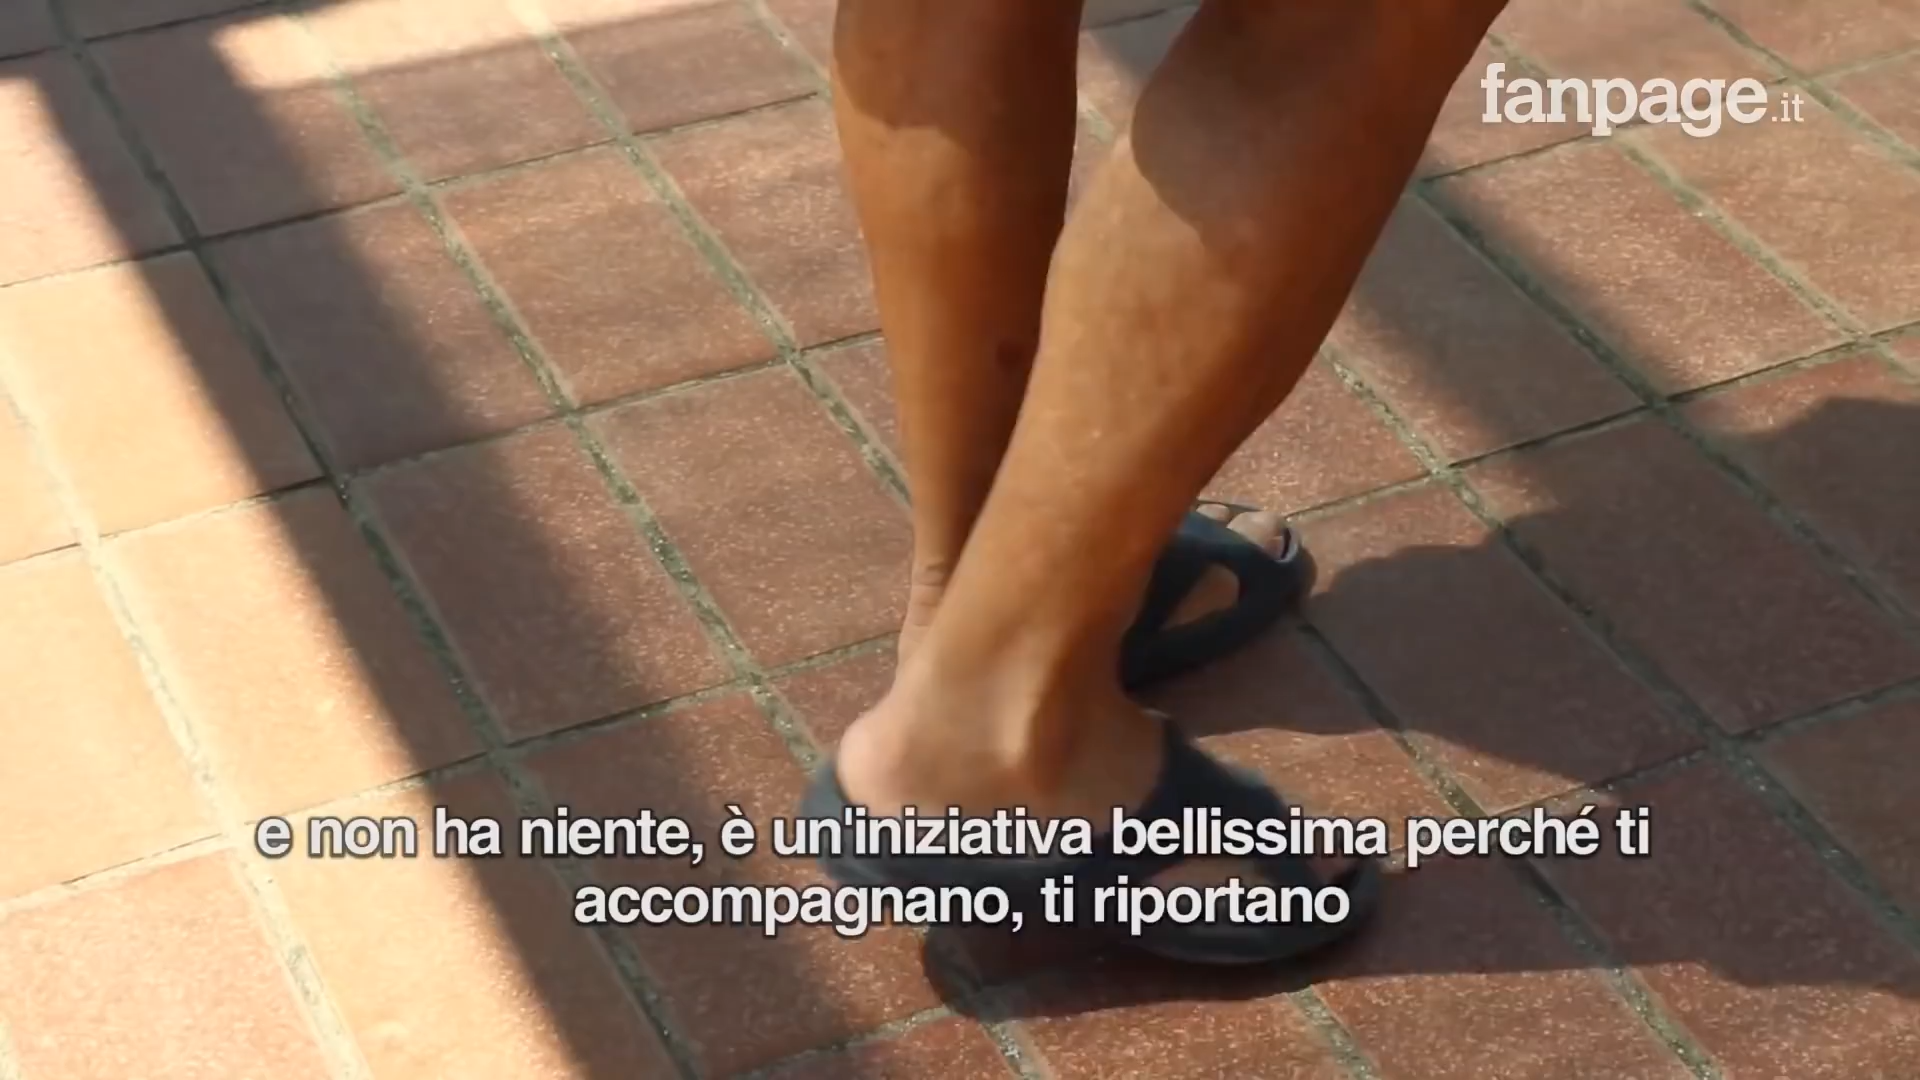 fanpage.it
e non ha niente, è un'iniziativa bellissima perché ti
accompagnano, ti riportano